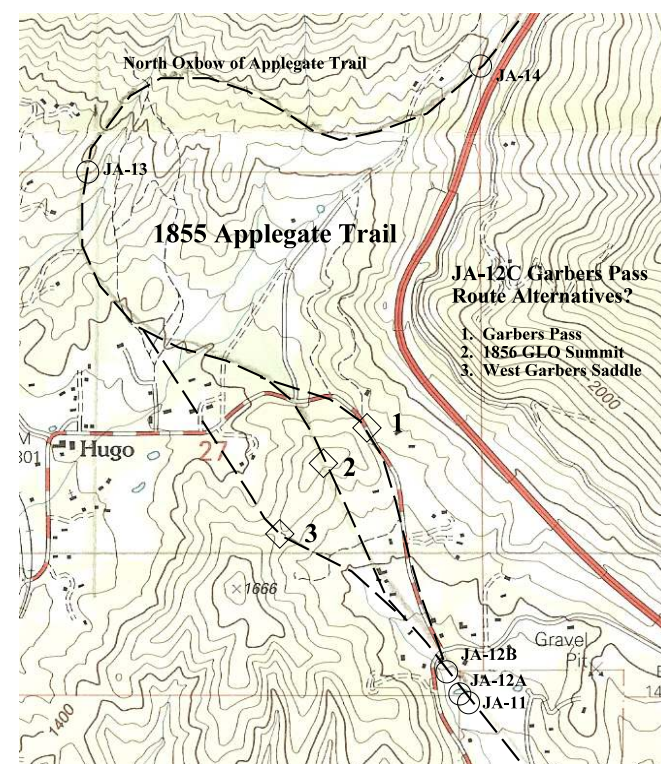 North Oxbow of Applegate Trail
JA-14
JA-13
1855 Applegate Trail
JA-12C Garbers Pass
Route Alternatives?
1. Garbers Pass
2. 1856 GLO Summit
3. West Garbers Saddle
2000
1
Hugo
27
801
2
3
×1666
Gravel
Pit
JA-12B
JA-12A
JA-11
1400